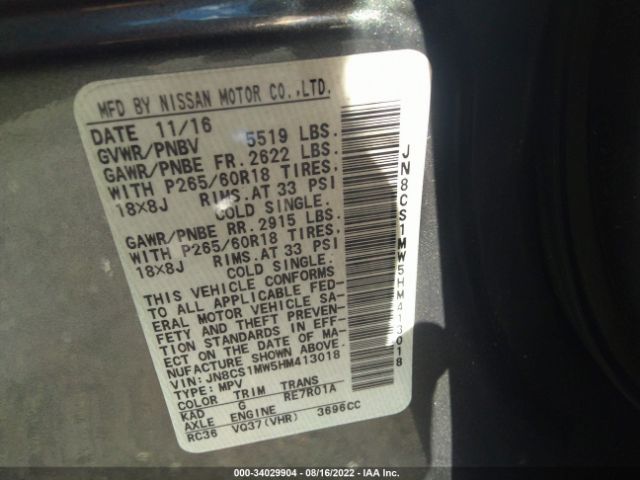 MFD BY NISSAN MOTOR CO.,LTD.
DATE 11/16
GVWR/PNBV 5519 LBS.
GAWR/PNBE FR. 2622 LBS.
WITH P265/60R18 TIRES,
18X8J RIMS, AT 33 PSI
COLD SINGLE.
GAWR/PNBE RR. 2915 LBS.
WITH P265/60R18 TIRES,
18X8J RIMS, AT 33 PSI
COLD SINGLE.
THIS VEHICLE CONFORMS
TO ALL APPLICABLE FED-
ERAL MOTOR VEHICLE SA-
FETY AND THEFT PREVEN-
TION STANDARDS IN EFF-
ECT ON THE DATE OF MA-
NUFACTURE SHOWN ABOVE.
VIN: JN8CS1MW5HM413018
TYPE: MPV
COLOR TRIM TRANS
KAD G RE7R01A
AXLE ENGINE
RC36 VQ37(VHR) 3696CC
JN8CS1MW5HM413018
000-34029904 - 08/16/2022 - IAA Inc.